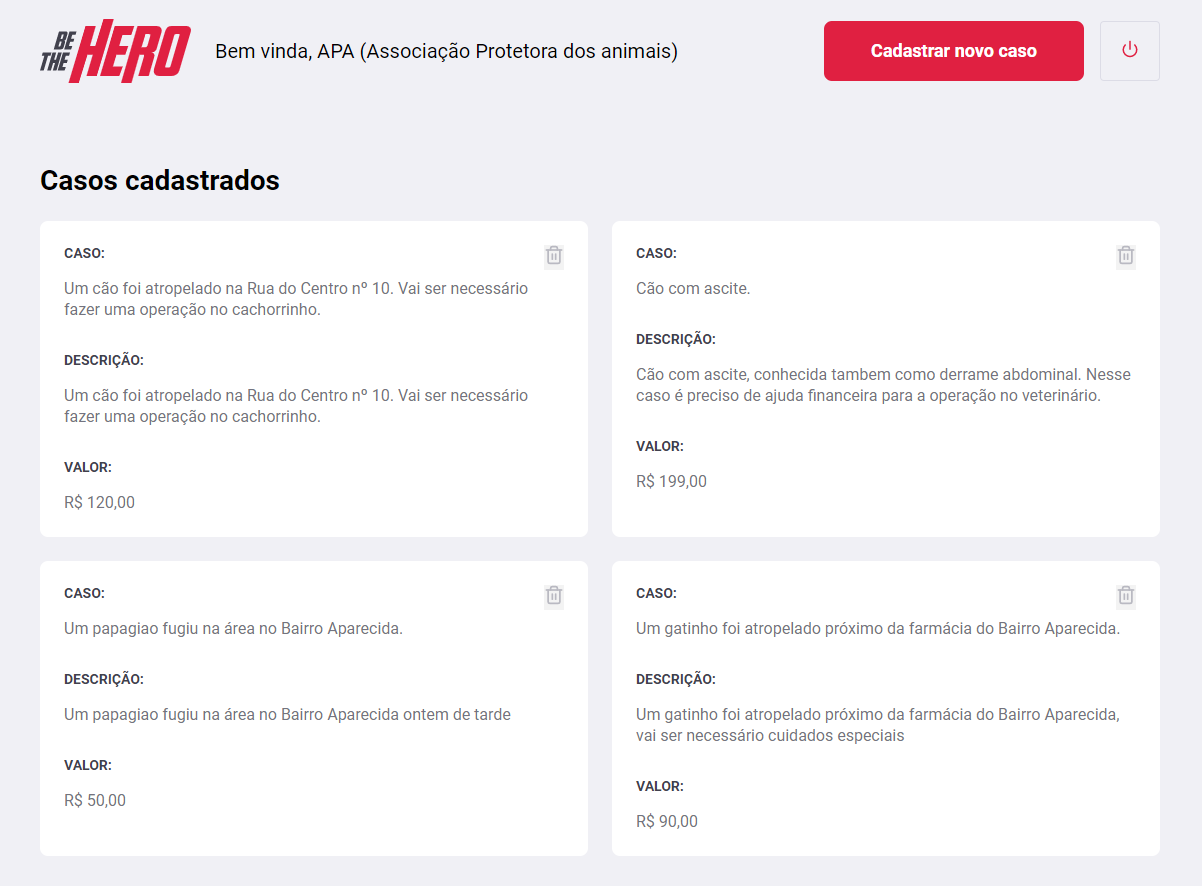 BE THE HERO
Bem vinda, APA (Associação Protetora dos animais)
Cadastrar novo caso
Casos cadastrados
CASO:
Um cão foi atropelado na Rua do Centro nº 10. Vai ser necessário
fazer uma operação no cachorrinho.
DESCRIÇÃO:
Um cão foi atropelado na Rua do Centro nº 10. Vai ser necessário
fazer uma operação no cachorrinho.
VALOR:
R$ 120,00
CASO:
Cão com ascite.
DESCRIÇÃO:
Cão com ascite, conhecida tambem como derrame abdominal. Nesse
caso é preciso de ajuda financeira para a operação no veterinário.
VALOR:
R$ 199,00
CASO:
Um papagiao fugiu na área no Bairro Aparecida.
DESCRIÇÃO:
Um papagiao fugiu na área no Bairro Aparecida ontem de tarde
VALOR:
R$ 50,00
CASO:
Um gatinho foi atropelado próximo da farmácia do Bairro Aparecida.
DESCRIÇÃO:
Um gatinho foi atropelado próximo da farmácia do Bairro Aparecida,
vai ser necessário cuidados especiais
VALOR:
R$ 90,00